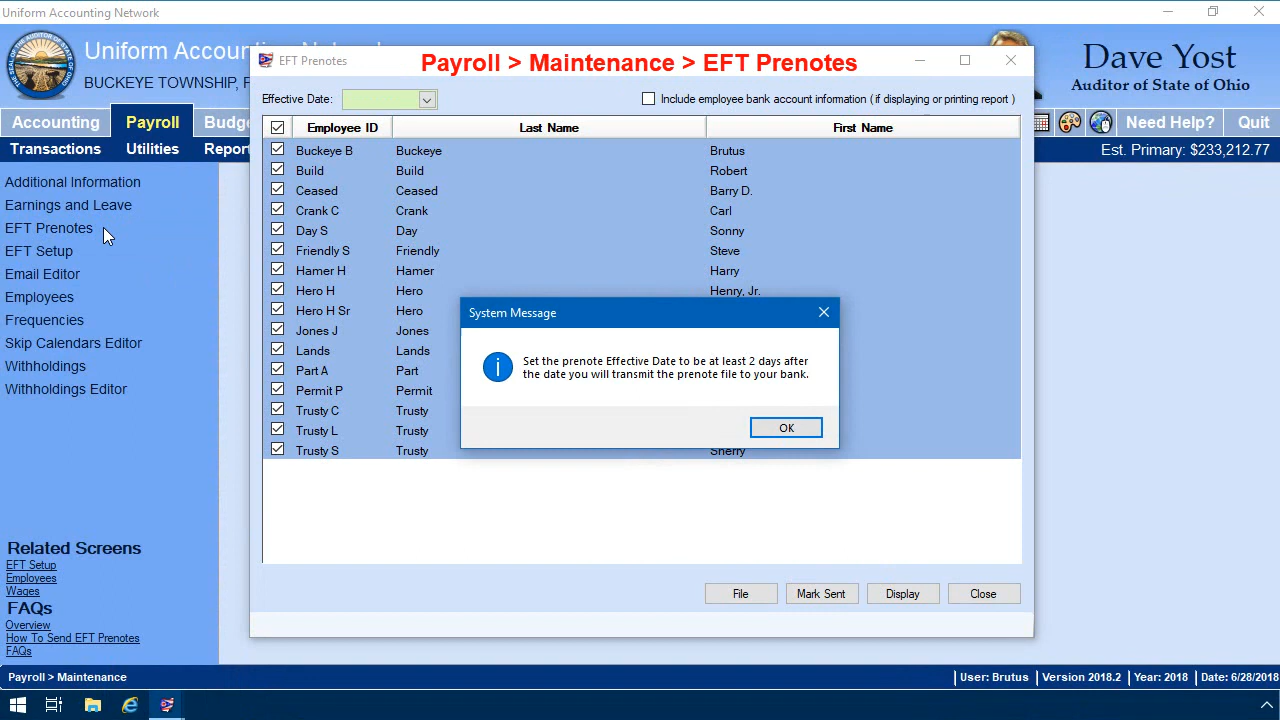 Uniform Accounting Network
Uniform Accounting Network
BUCKEYE TOWNSHIP, F
Dave Yost
Auditor of State of Ohio
Accounting
Payroll
Budge
Need Help?
Quit
Transactions
Utilities
Report
Est. Primary: $233,212.77
Additional Information
Earnings and Leave
EFT Prenotes
EFT Setup
Email Editor
Employees
Frequencies
Skip Calendars Editor
Withholdings
Withholdings Editor
Related Screens
EFT Setup
Employees
Wages
FAQs
Overview
How To Send EFT Prenotes
FAQs
EFT Prenotes
Payroll > Maintenance > EFT Prenotes
Effective Date:
Include employee bank account information ( if displaying or printing report )
Employee ID Last Name First Name
Buckeye B Buckeye Brutus
Build Build Robert
Ceased Ceased Barry D.
Crank C Crank Carl
Day S Day Sonny
Friendly S Friendly Steve
Hamer H Hamer Harry
Hero H Hero Henry, Jr.
Hero H Sr Hero
Jones J Jones
Lands Lands
Part A Part
Permit P Permit
Trusty C Trusty
Trusty L Trusty
Trusty S Trusty Sherry
System Message
Set the prenote Effective Date to be at least 2 days after
the date you will transmit the prenote file to your bank.
OK
File
Mark Sent
Display
Close
Payroll > Maintenance
User: Brutus
Version 2018.2
Year: 2018
Date: 6/28/2018